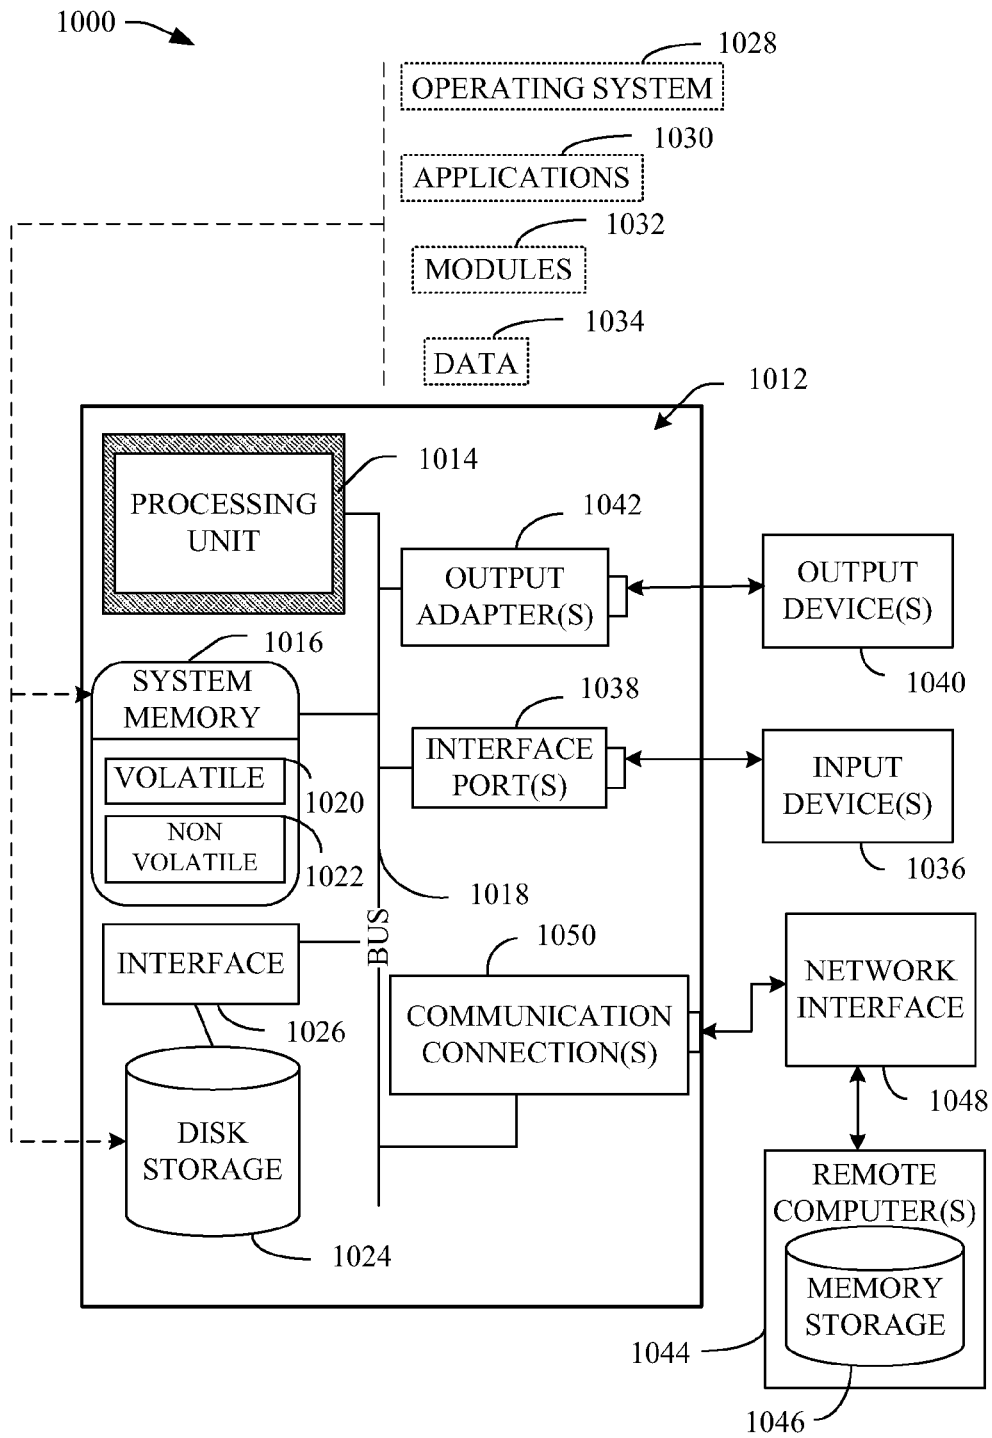 1000
1028
OPERATING SYSTEM
1030
APPLICATIONS
1032
MODULES
1034
DATA
1012
1014
PROCESSING
UNIT
1042
OUTPUT
ADAPTER(S)
OUTPUT
DEVICE(S)
1040
1016
SYSTEM
MEMORY
1038
INTERFACE
PORT(S)
INPUT
DEVICE(S)
1036
VOLATILE
1020
NON
VOLATILE
1022
1018
BUS
1050
INTERFACE
1026
COMMUNICATION
CONNECTION(S)
NETWORK
INTERFACE
1048
DISK
STORAGE
1024
REMOTE
COMPUTER(S)
MEMORY
STORAGE
1044
1046